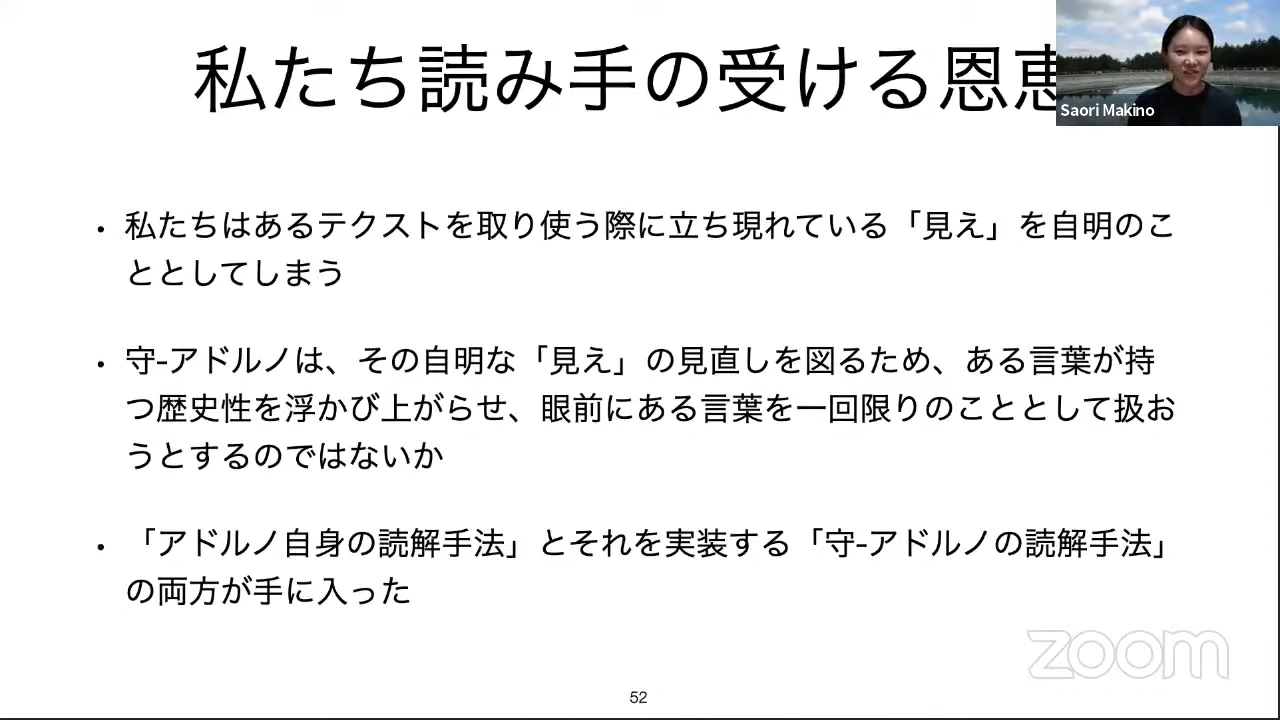 私たち読み手の受ける恩恵
Saori Makino
・私たちはあるテクストを取り使う際に立ち現れている「見え」を自明のこ
ととしてしまう
・守-アドルノは、その自明な「見え」の見直しを図るため、ある言葉が持
つ歴史性を浮かび上がらせ、眼前にある言葉を一回限りのこととして扱お
うとするのではないか
・「アドルノ自身の読解手法」とそれを実装する「守-アドルノの読解手法」
の両方が手に入った
zoom
52